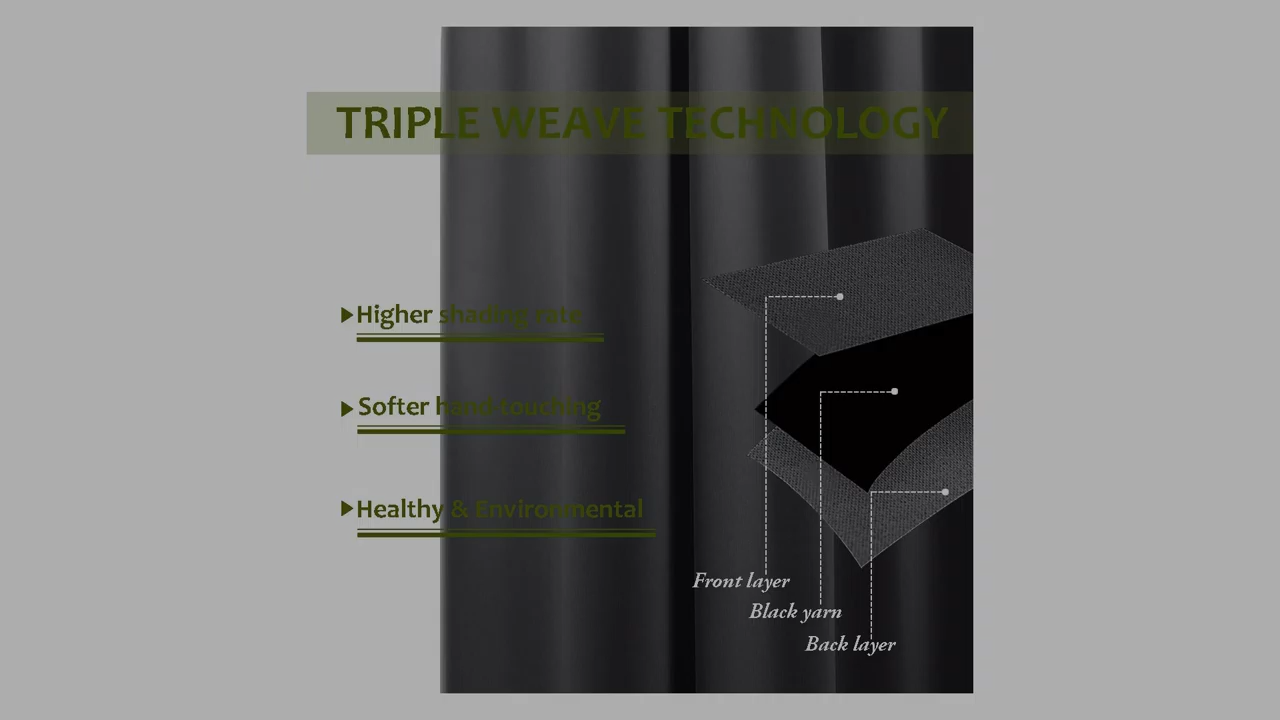 TRIPLE WEAVE TECHNOLOGY
Higher shading rate
Softer hand-touching
Healthy & Environmental
Front layer
Black yarn
Back layer